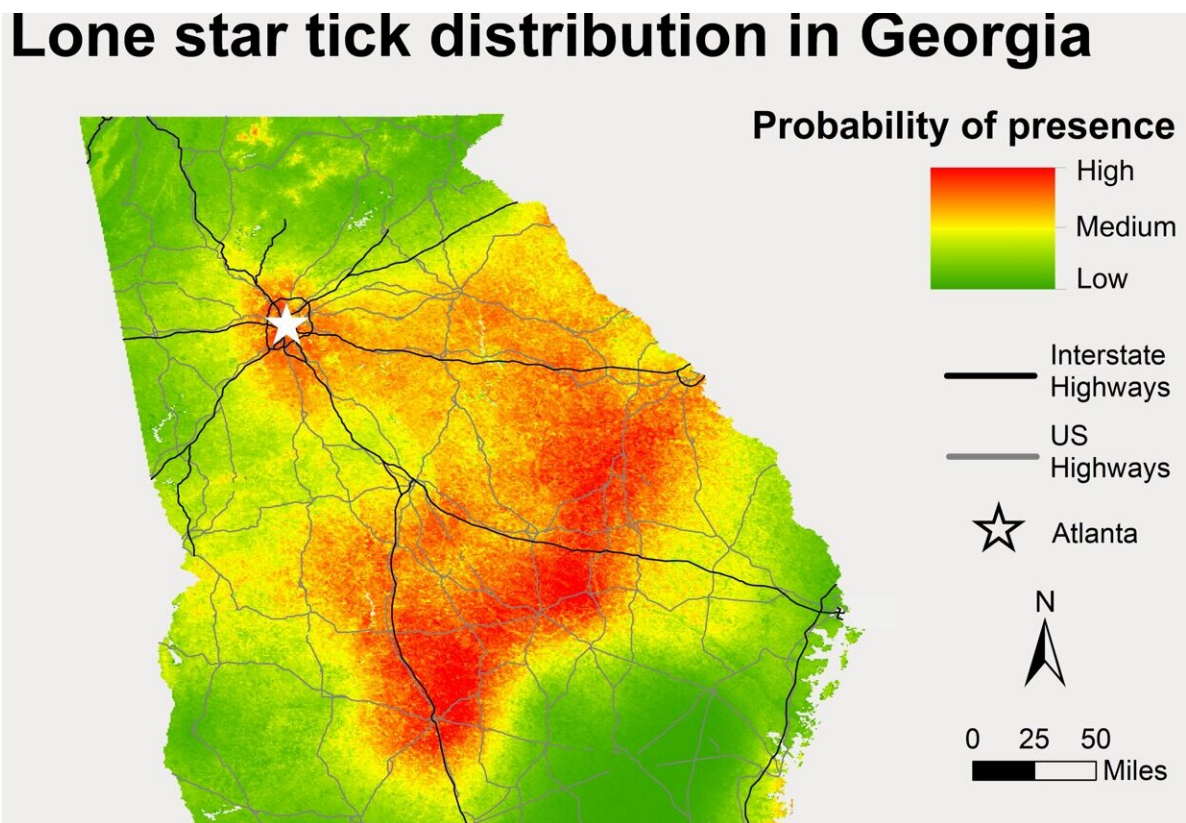 Lone star tick distribution in Georgia
Probability of presence
High
Medium
Low
Interstate
Highways
US
Highways
Atlanta
N
0 25 50
Miles